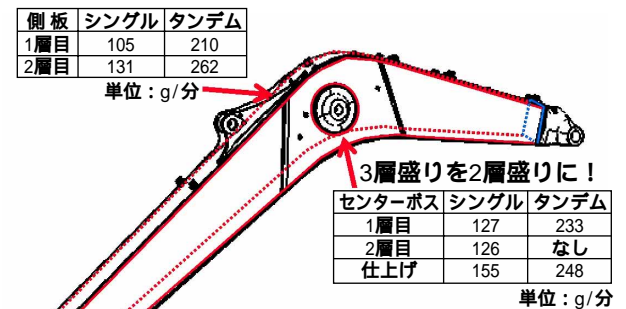 側板 シングル タンデム
1層目 105 210
2層目 131 262
単位：g/分
3層盛りを2層盛りに！
センターボス シングル タンデム
1層目 127 233
2層目 126 なし
仕上げ 155 248
単位：g/分